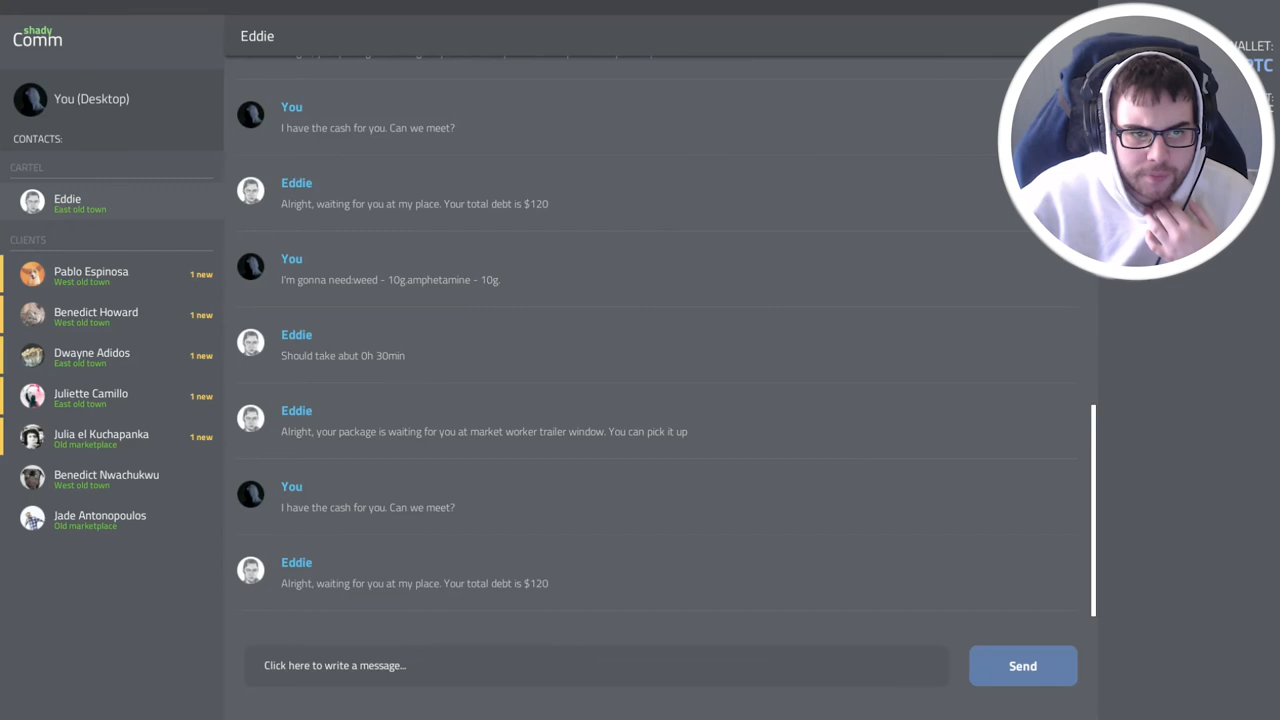 shady
Comm
Eddie
You (Desktop)
CONTACTS:
CARTEL
Eddie
East old town
CLIENTS
Pablo Espinosa
West old town
1 new
Benedict Howard
West old town
1 new
Dwayne Adidos
East old town
1 new
Juliette Camillo
East old town
1 new
Julia el Kuchapanka
Old marketplace
1 new
Benedict Nwachukwu
West old town
Jade Antonopoulos
Old marketplace
You
I have the cash for you. Can we meet?
Eddie
Alright, waiting for you at my place. Your total debt is $120
You
I'm gonna need:weed - 10g.amphetamine - 10g.
Eddie
Should take abut 0h 30min
Eddie
Alright, your package is waiting for you at market worker trailer window. You can pick it up
You
I have the cash for you. Can we meet?
Eddie
Alright, waiting for you at my place. Your total debt is $120
Click here to write a message...
Send